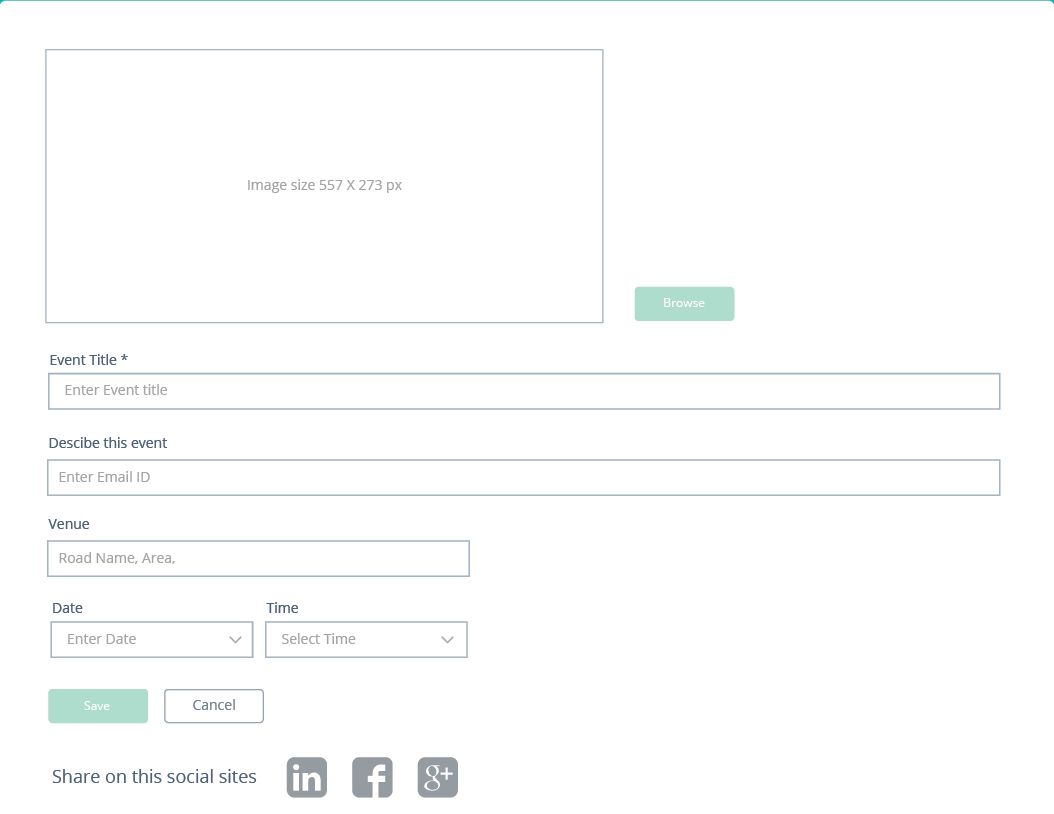 Image size 557 X 273 px
Browse
Event Title *
Enter Event title
Descibe this event
Enter Email ID
Venue
Road Name, Area,
Date Time
Enter Date Select Time
Save Cancel
Share on this social sites in f g+